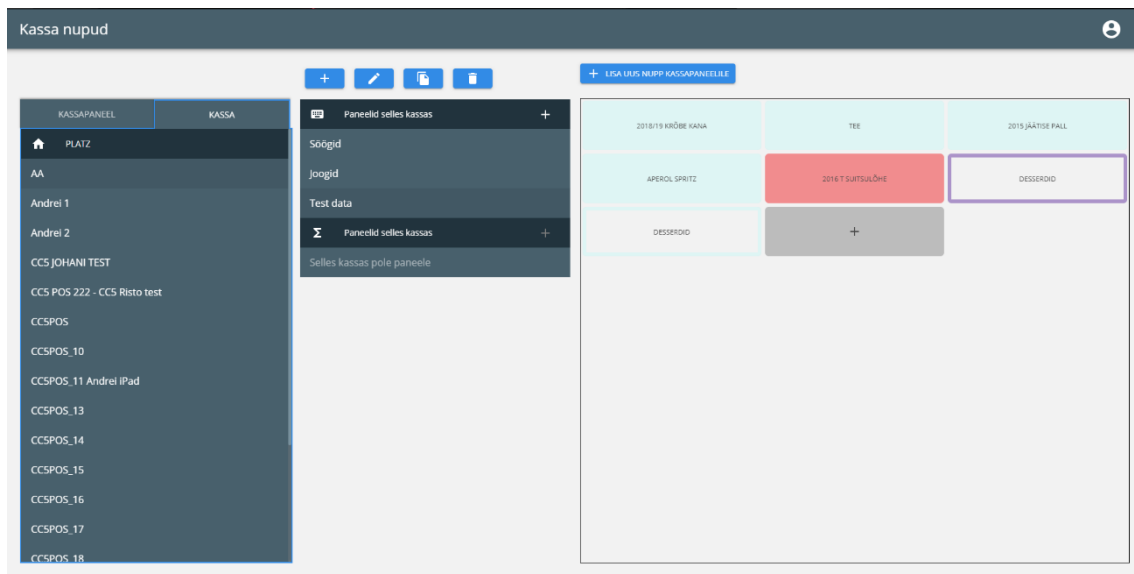 Kassa nupud
LISA UUS NUPP KASSAPANEELILE
KASSAPANEEL
KASSA
PLATZ
AA
Andrei 1
Andrei 2
CC5 JOHANI TEST
CC5 POS 222 - CC5 Risto test
CC5POS
CC5POS_10
CC5POS_11 Andrei iPad
CC5POS_13
CC5POS_14
CC5POS_15
CC5POS_16
CC5POS_17
CC5POS_18
Paneelid selles kassas
Söögid
Joogid
Test data
Paneelid selles kassas
Selles kassas pole paneele
2018/19 KRÕBE KANA
TEE
2015 JÄÄTISE PALL
APEROL SPRITZ
2016 T SUITSULÕHE
DESSERDID
DESSERDID